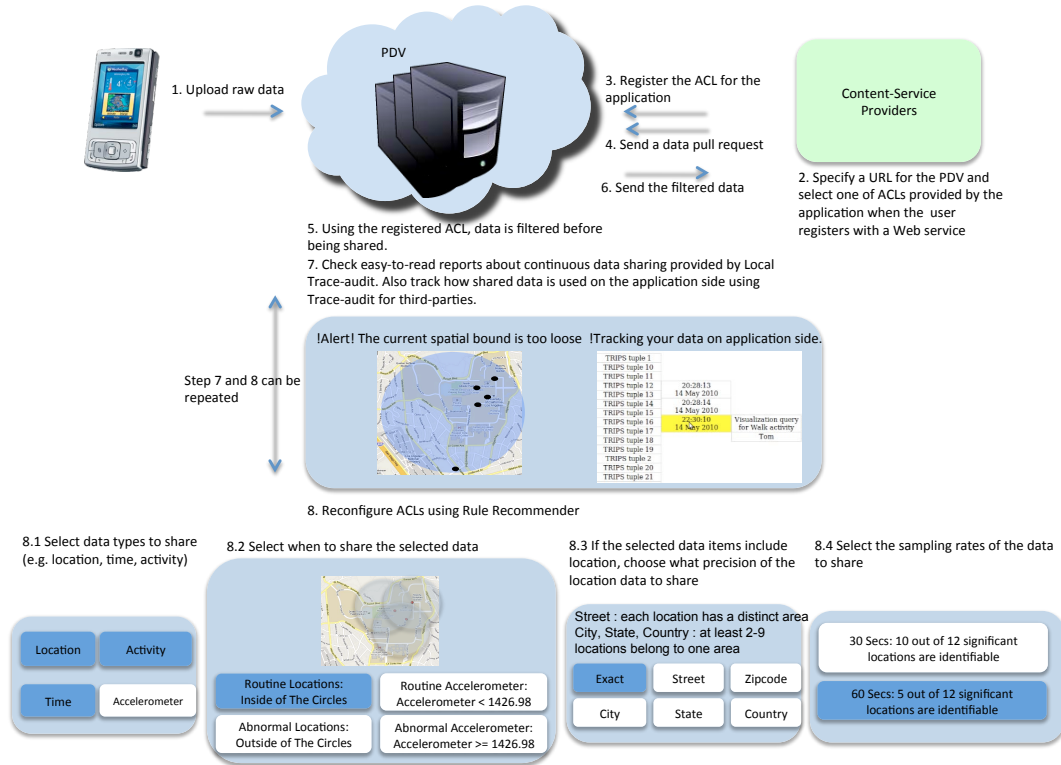 PDV
1. Upload raw data
3. Register the ACL for the
application
4. Send a data pull request
6. Send the filtered data
Content-Service
Providers
2. Specify a URL for the PDV and
select one of ACLs provided by the
application when the user
registers with a Web service
5. Using the registered ACL, data is filtered before
being shared.
7. Check easy-to-read reports about continuous data sharing provided by Local
Trace-audit. Also track how shared data is used on the application side using
Trace-audit for third-parties.
Step 7 and 8 can be
repeated
!Alert! The current spatial bound is too loose
!Tracking your data on application side.
TRIPS tuple 1
TRIPS tuple 10
TRIPS tuple 11
TRIPS tuple 12
TRIPS tuple 13
TRIPS tuple 14
TRIPS tuple 15
TRIPS tuple 16
TRIPS tuple 17
TRIPS tuple 18
TRIPS tuple 19
TRIPS tuple 2
TRIPS tuple 20
TRIPS tuple 21
20:28:13
14 May 2010
20:28:14
14 May 2010
22:30:10
14 May 2010
Visualization query
for Walk activity
Tom
8. Reconfigure ACLs using Rule Recommender
8.1 Select data types to share
(e.g. location, time, activity)
Location
Activity
Time
Accelerometer
8.2 Select when to share the selected data
Routine Locations:
Inside of The Circles
Routine Accelerometer:
Accelerometer < 1426.98
Abnormal Locations:
Outside of The Circles
Abnormal Accelerometer:
Accelerometer >= 1426.98
8.3 If the selected data items include
location, choose what precision of the
location data to share
Street : each location has a distinct area
City, State, Country : at least 2-9
locations belong to one area
Exact
Street
Zipcode
City
State
Country
8.4 Select the sampling rates of the data
to share
30 Secs: 10 out of 12 significant
locations are identifiable
60 Secs: 5 out of 12 significant
locations are identifiable